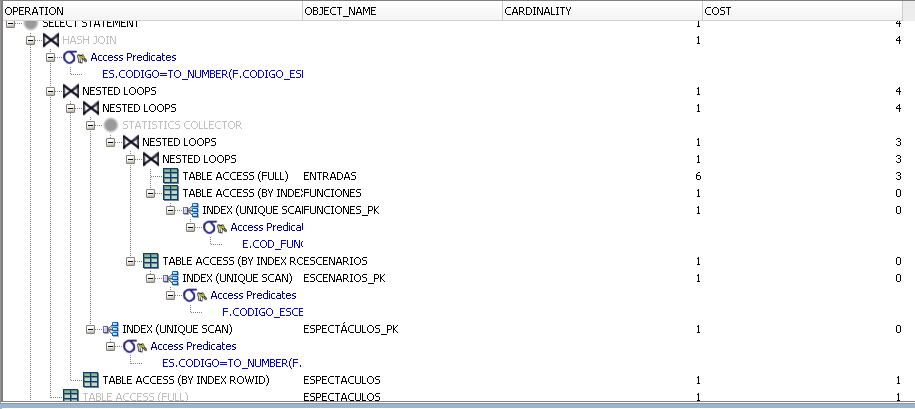 OPERATION OBJECT_NAME CARDINALITY COST
SELECT STATEMENT 1 4
HASH JOIN 1 4
Access Predicates
ES.CODIGO=TO_NUMBER(F.CODIGO_ESI
NESTED LOOPS 1 4
NESTED LOOPS 1 4
STATISTICS COLLECTOR
NESTED LOOPS 1 3
NESTED LOOPS 1 3
TABLE ACCESS (FULL) ENTRADAS 6 3
TABLE ACCESS (BY INDEX FUNCIONES 1 0
INDEX (UNIQUE SCAN FUNCIONES_PK 1 0
Access Predicat
E.COD_FUNC
TABLE ACCESS (BY INDEX RO ESCENARIOS 1 0
INDEX (UNIQUE SCAN) ESCENARIOS_PK 1 0
Access Predicates
F.CODIGO_ESCE
INDEX (UNIQUE SCAN) ESPECTÁCULOS_PK 1 0
Access Predicates
ES.CODIGO=TO_NUMBER(F.
TABLE ACCESS (BY INDEX ROWID) ESPECTACULOS 1 1
TABLE ACCESS (FULL) ESPECTACULOS 1 1